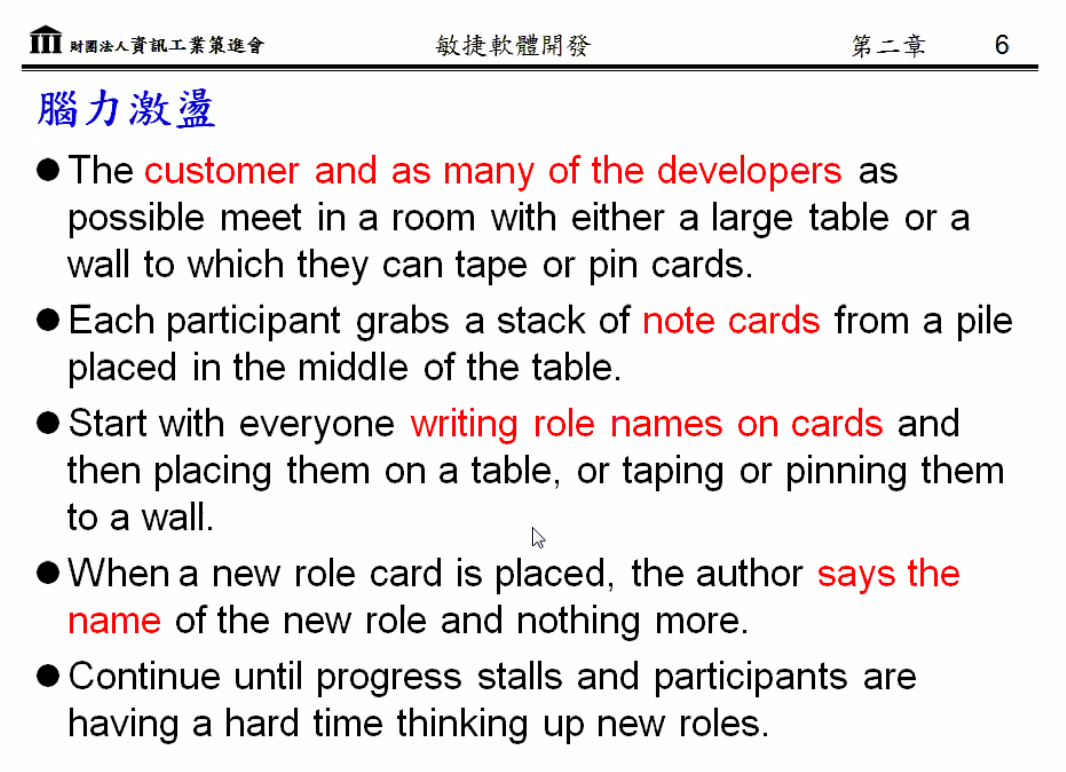 財團法人資訊工業策進會 敏捷軟體開發 第二章 6
腦力激盪
●The customer and as many of the developers as
possible meet in a room with either a large table or a
wall to which they can tape or pin cards.
●Each participant grabs a stack of note cards from a pile
placed in the middle of the table.
●Start with everyone writing role names on cards and
then placing them on a table, or taping or pinning them
to a wall.
●When a new role card is placed, the author says the
name of the new role and nothing more.
●Continue until progress stalls and participants are
having a hard time thinking up new roles.